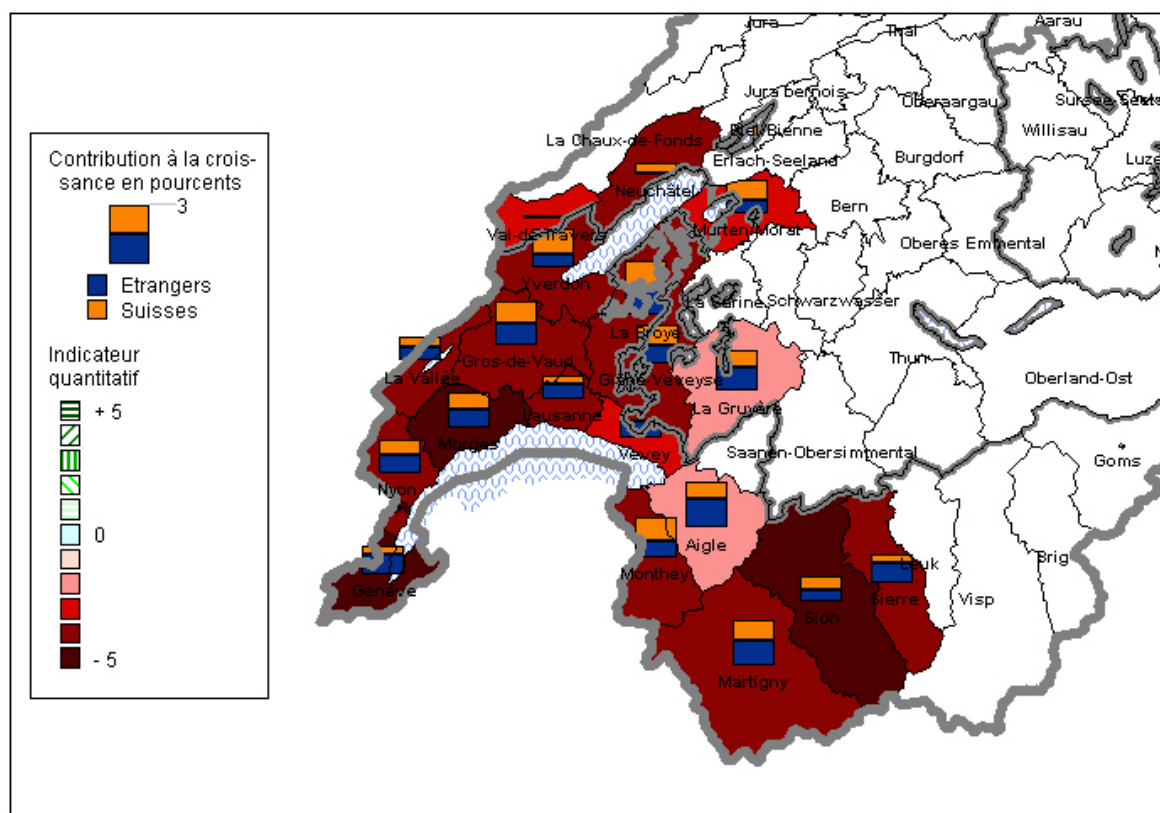 Contribution à la crois-
sance en pourcents
3
Etrangers
Suisses
Indicateur
quantitatif
+ 5
0
- 5
Jura
Thal
Aarau
Jura bernois
Oberaargau
Sursee-Seetal
La Chaux-de-Fonds
Biel/Bienne
Willisau
Erlach-Seeland
Burgdorf
Luze
Neuchâtel
Bern
Val-de-Travers
Murten/Morat
Oberes Emmental
Yverdon
La Sarine
Schwarzwasser
La Broye
Gros-de-Vaud
Thun
La Vallée
Glâne-Veveyse
Oberland-Ost
Lausanne
La Gruyère
Morges
Vevey
Saanen-Obersimmental
Goms
Nyon
Aigle
Brig
Leuk
Monthey
Genève
Sierre
Visp
Sion
Martigny